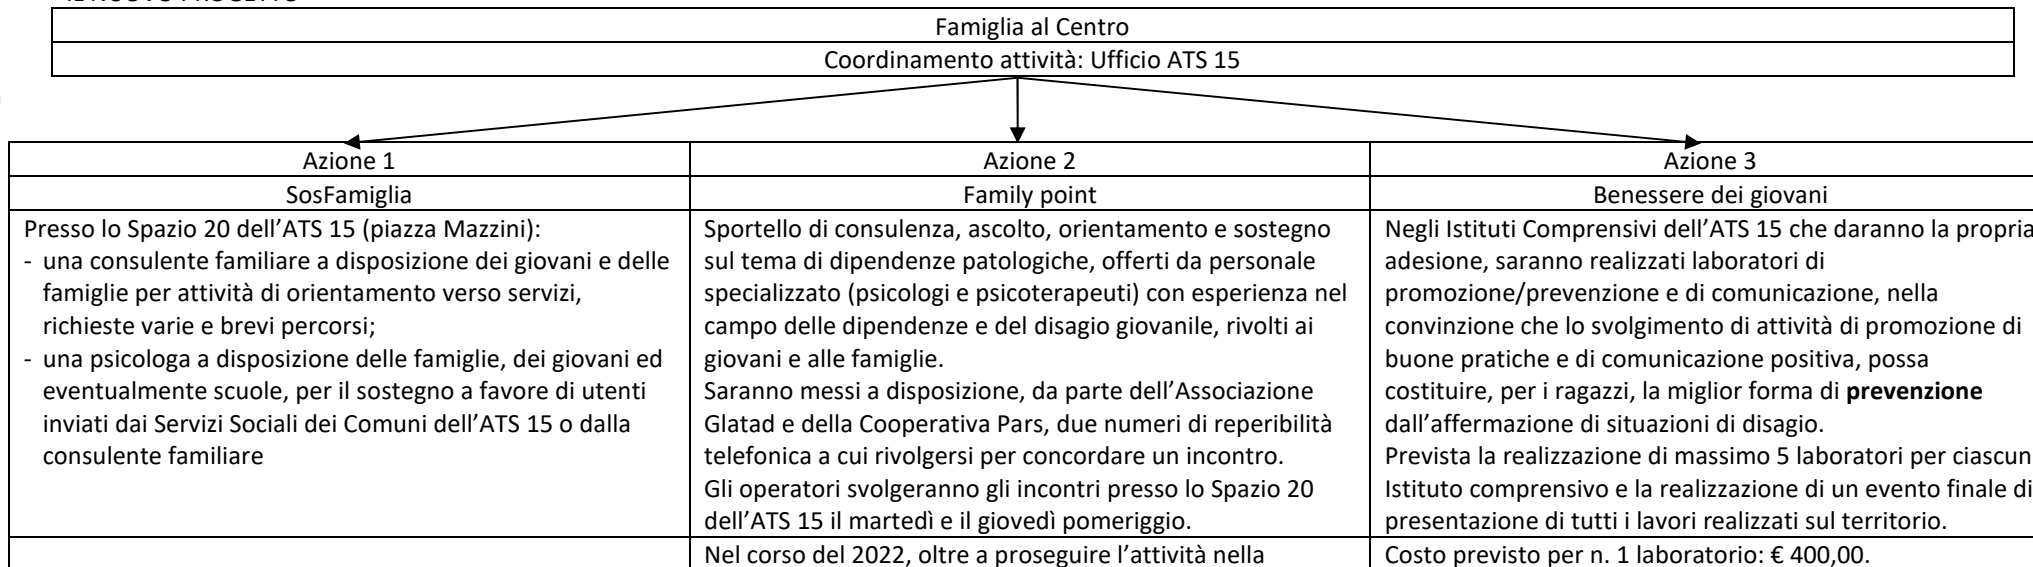 IL NUOVO PROGETTO
Famiglia al Centro
Coordinamento attività: Ufficio ATS 15
Azione 1
SosFamiglia
Presso lo Spazio 20 dell’ATS 15 (piazza Mazzini):
- una consulente familiare a disposizione dei giovani e delle
famiglie per attività di orientamento verso servizi,
richieste varie e brevi percorsi;
- una psicologa a disposizione delle famiglie, dei giovani ed
eventualmente scuole, per il sostegno a favore di utenti
inviati dai Servizi Sociali dei Comuni dell’ATS 15 o dalla
consulente familiare
Azione 2
Family point
Sportello di consulenza, ascolto, orientamento e sostegno
sul tema di dipendenze patologiche, offerti da personale
specializzato (psicologi e psicoterapeuti) con esperienza nel
campo delle dipendenze e del disagio giovanile, rivolti ai
giovani e alle famiglie.
Saranno messi a disposizione, da parte dell’Associazione
Glatad e della Cooperativa Pars, due numeri di reperibilità
telefonica a cui rivolgersi per concordare un incontro.
Gli operatori svolgeranno gli incontri presso lo Spazio 20
dell’ATS 15 il martedì e il giovedì pomeriggio.
Nel corso del 2022, oltre a proseguire l’attività nella
Azione 3
Benessere dei giovani
Negli Istituti Comprensivi dell’ATS 15 che daranno la propria
adesione, saranno realizzati laboratori di
promozione/prevenzione e di comunicazione, nella
convinzione che lo svolgimento di attività di promozione di
buone pratiche e di comunicazione positiva, possa
costituire, per i ragazzi, la miglior forma di prevenzione
dall’affermazione di situazioni di disagio.
Prevista la realizzazione di massimo 5 laboratori per ciascun
Istituto comprensivo e la realizzazione di un evento finale di
presentazione di tutti i lavori realizzati sul territorio.
Costo previsto per n. 1 laboratorio: € 400,00.